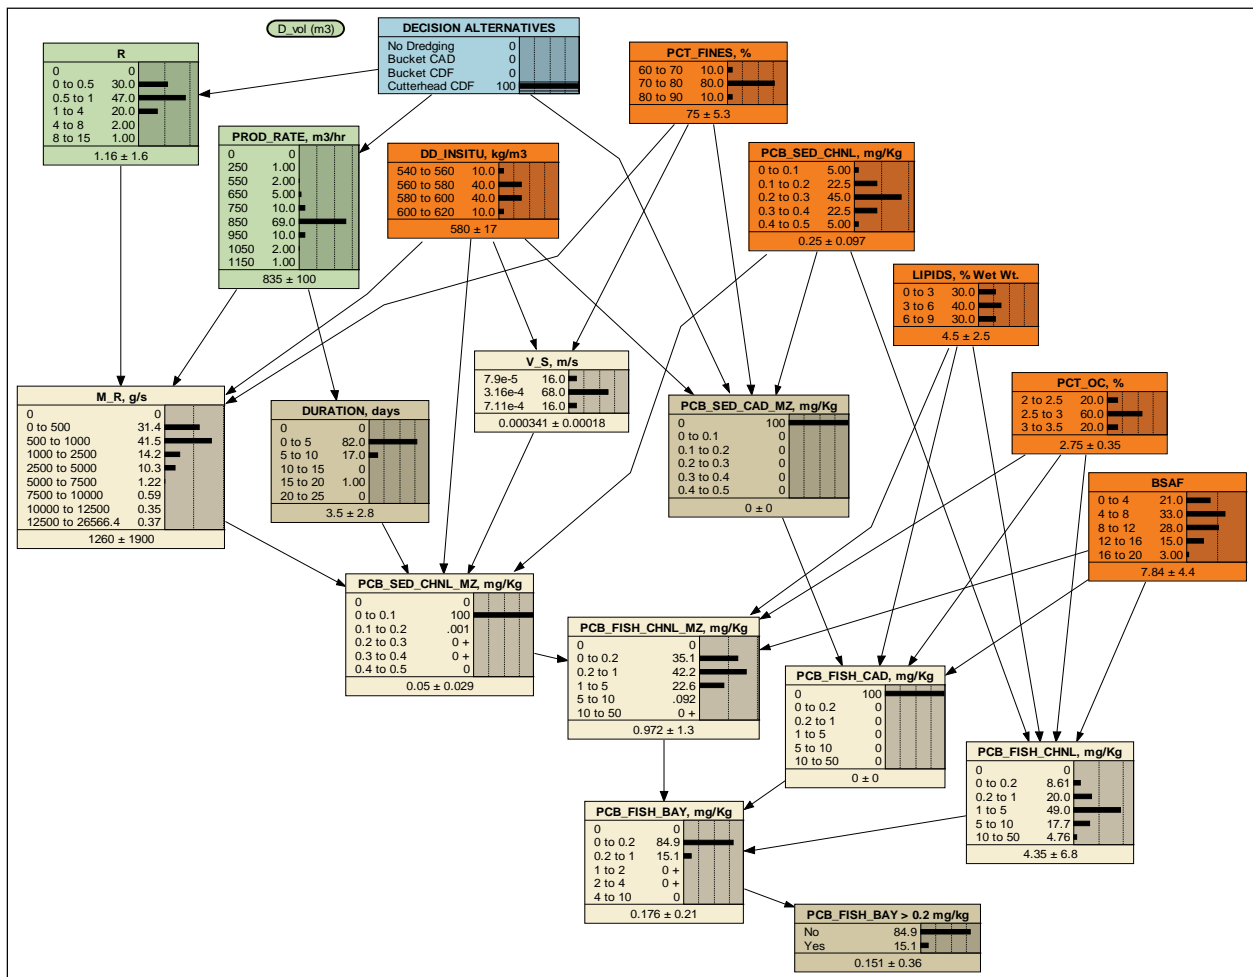 D_vol (m3)
DECISION ALTERNATIVES
No Dredging 0
Bucket CAD 0
Bucket CDF 0
Cutterhead CDF 100
R
0 0
0 to 0.5 30.0
0.5 to 1 47.0
1 to 4 20.0
4 to 8 2.00
8 to 15 1.00
1.16 ± 1.6
PCT_FINES, %
60 to 70 10.0
70 to 80 80.0
80 to 90 10.0
75 ± 5.3
PROD_RATE, m3/hr
0 0
250 1.00
550 2.00
650 5.00
750 10.0
850 69.0
950 10.0
1050 2.00
1150 1.00
835 ± 100
DD_INSITU, kg/m3
540 to 560 10.0
560 to 580 40.0
580 to 600 40.0
600 to 620 10.0
580 ± 17
PCB_SED_CHNL, mg/Kg
0 to 0.1 5.00
0.1 to 0.2 22.5
0.2 to 0.3 45.0
0.3 to 0.4 22.5
0.4 to 0.5 5.00
0.25 ± 0.097
LIPIDS, % Wet Wt.
0 to 3 30.0
3 to 6 40.0
6 to 9 30.0
4.5 ± 2.5
V_S, m/s
7.9e-5 16.0
3.16e-4 68.0
7.11e-4 16.0
0.000341 ± 0.00018
PCT_OC, %
2 to 2.5 20.0
2.5 to 3 60.0
3 to 3.5 20.0
2.75 ± 0.35
M_R, g/s
0 0
0 to 500 31.4
500 to 1000 41.5
1000 to 2500 14.2
2500 to 5000 10.3
5000 to 7500 1.22
7500 to 10000 0.59
10000 to 12500 0.35
12500 to 26566.4 0.37
1260 ± 1900
DURATION, days
0 0
0 to 5 82.0
5 to 10 17.0
10 to 15 0
15 to 20 1.00
20 to 25 0
3.5 ± 2.8
PCB_SED_CAD_MZ, mg/Kg
0 100
0 to 0.1 0
0.1 to 0.2 0
0.2 to 0.3 0
0.3 to 0.4 0
0.4 to 0.5 0
0 ± 0
BSAF
0 to 4 21.0
4 to 8 33.0
8 to 12 28.0
12 to 16 15.0
16 to 20 3.00
7.84 ± 4.4
PCB_SED_CHNL_MZ, mg/Kg
0 0
0 to 0.1 100
0.1 to 0.2 .001
0.2 to 0.3 0 +
0.3 to 0.4 0 +
0.4 to 0.5 0
0.05 ± 0.029
PCB_FISH_CHNL_MZ, mg/Kg
0 0
0 to 0.2 35.1
0.2 to 1 42.2
1 to 5 22.6
5 to 10 .092
10 to 50 0 +
0.972 ± 1.3
PCB_FISH_CAD, mg/Kg
0 100
0 to 0.2 0
0.2 to 1 0
1 to 5 0
5 to 10 0
10 to 50 0
0 ± 0
PCB_FISH_CHNL, mg/Kg
0 0
0 to 0.2 8.61
0.2 to 1 20.0
1 to 5 49.0
5 to 10 17.7
10 to 50 4.76
4.35 ± 6.8
PCB_FISH_BAY, mg/Kg
0 0
0 to 0.2 84.9
0.2 to 1 15.1
1 to 2 0 +
2 to 4 0 +
4 to 10 0
0.176 ± 0.21
PCB_FISH_BAY > 0.2 mg/kg
No 84.9
Yes 15.1
0.151 ± 0.36